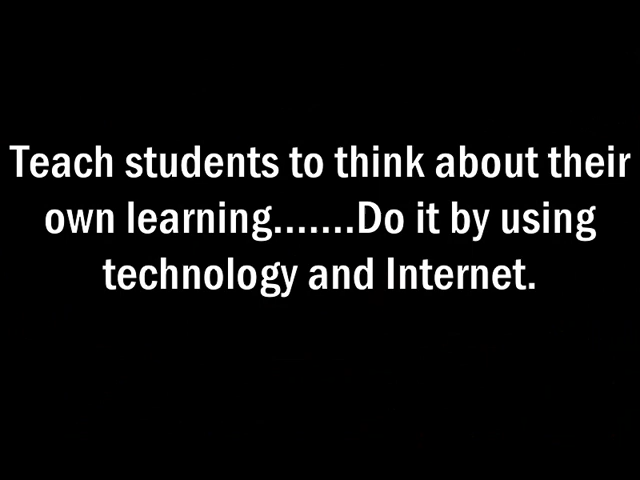 Teach students to think about their
own learning.......Do it by using
technology and Internet.